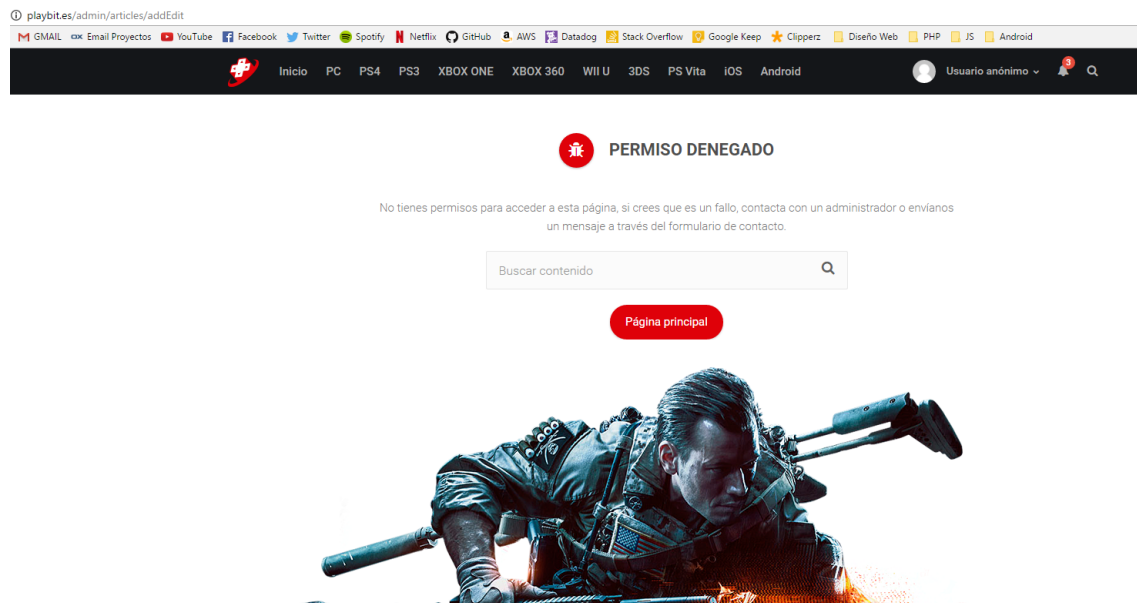 playbit.es/admin/articles/addEdit
GMAIL Email Proyectos YouTube Facebook Twitter Spotify Netflix GitHub AWS Datadog Stack Overflow Google Keep Clipperz Diseño Web PHP JS Android
Inicio PC PS4 PS3 XBOX ONE XBOX 360 WII U 3DS PS Vita iOS Android Usuario anónimo 3
PERMISO DENEGADO
No tienes permisos para acceder a esta página, si crees que es un fallo, contacta con un administrador o envíanos
un mensaje a través del formulario de contacto.
Buscar contenido
Página principal